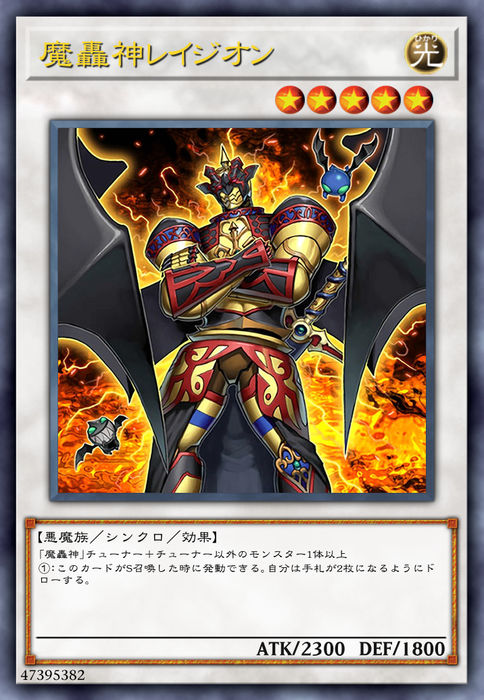 魔轟神レイジオン
ひかり
光
【悪魔族／シンクロ／効果】
「魔轟神」チューナー＋チューナー以外のモンスター1体以上
①：このカードがS召喚した時に発動できる。自分は手札が2枚になるようにド
ローする。
ATK/2300 DEF/1800
47395382